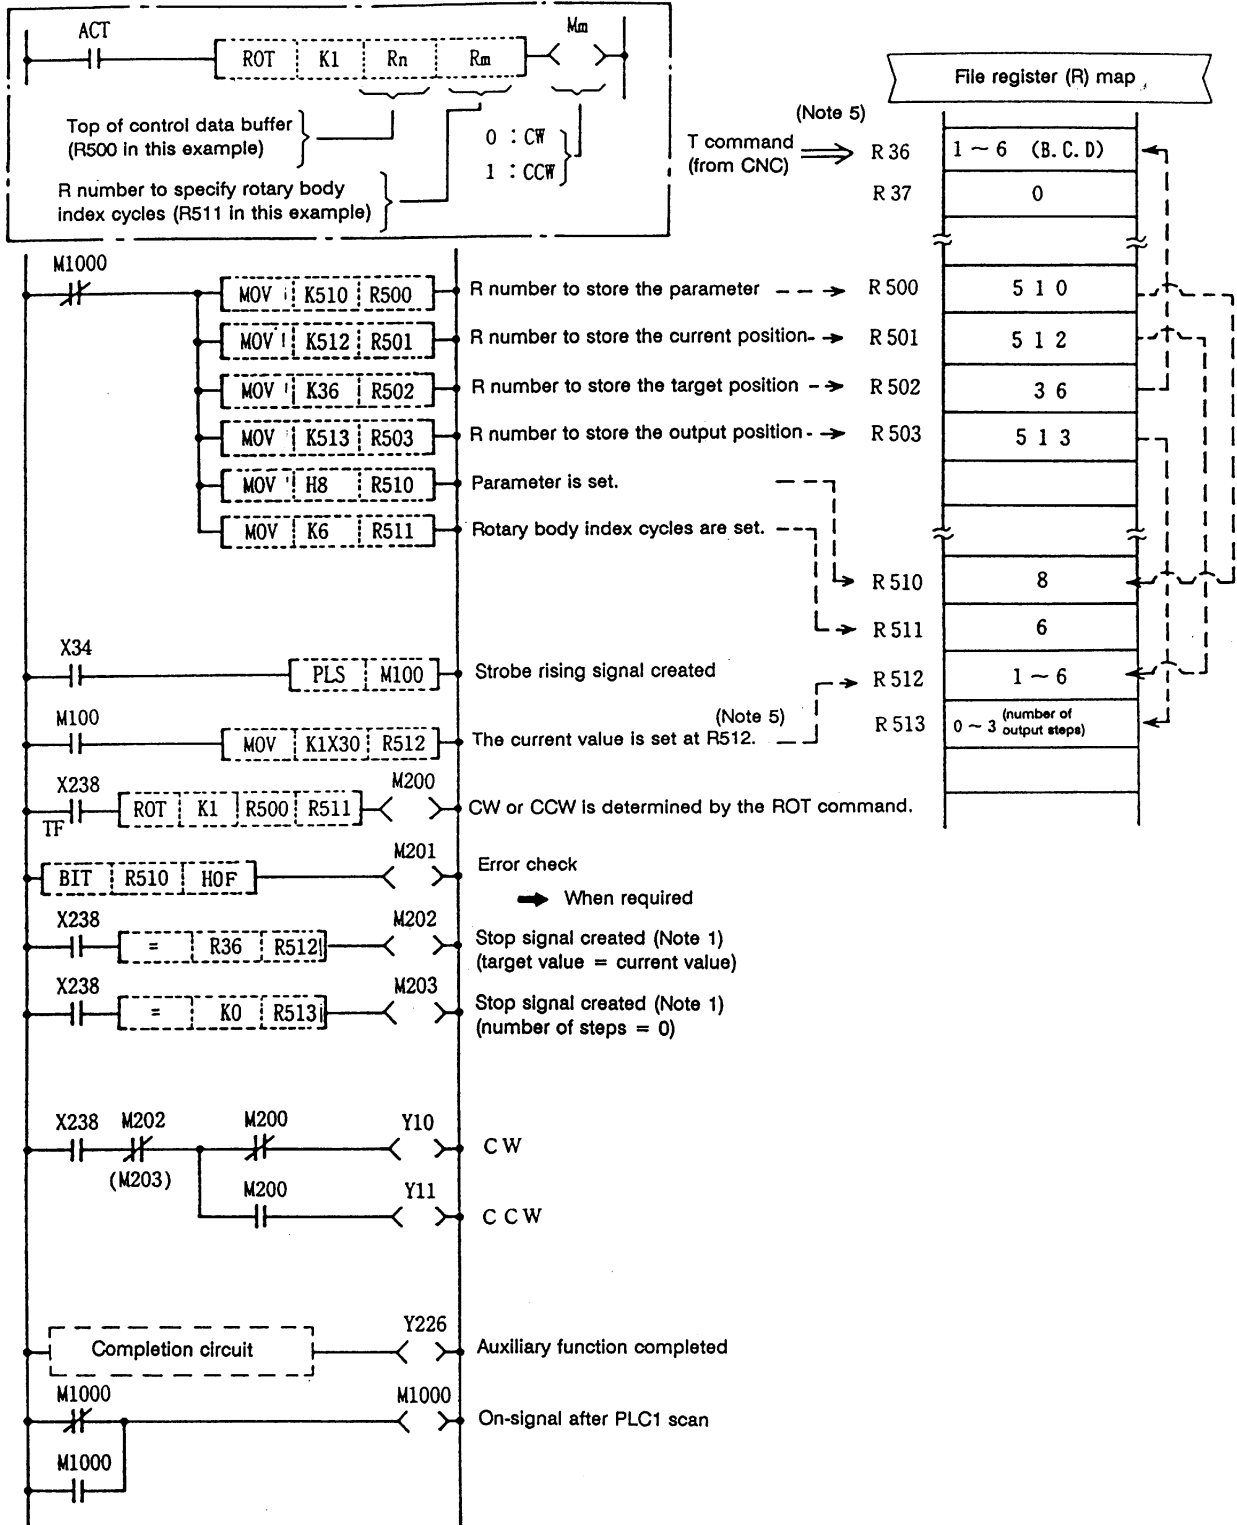 ACT
Mm
ROT K1 Rn Rm
Top of control data buffer
(R500 in this example)
0 : CW
1 : CCW
R number to specify rotary body
index cycles (R511 in this example)
File register (R) map
(Note 5)
T command
(from CNC)
R 36 1 ~ 6 (B.C.D)
R 37 0
M1000
MOV K510 R500 R number to store the parameter R 500 5 1 0
MOV K512 R501 R number to store the current position R 501 5 1 2
MOV K36 R502 R number to store the target position R 502 3 6
MOV K513 R503 R number to store the output position R 503 5 1 3
MOV H8 R510 Parameter is set.
MOV K6 R511 Rotary body index cycles are set.
R 510 8
R 511 6
R 512 1 ~ 6
R 513 0 ~ 3 (number of
output steps)
X34
PLS M100 Strobe rising signal created
M100
(Note 5)
MOV K1X30 R512 The current value is set at R512.
X238
M200
TF
ROT K1 R500 R511 CW or CCW is determined by the ROT command.
M201
BIT R510 H0F Error check
When required
X238
M202
= R36 R512 Stop signal created (Note 1)
(target value = current value)
X238
M203
= K0 R513 Stop signal created (Note 1)
(number of steps = 0)
X238 M202 M200 Y10
CW
(M203)
M200 Y11
CCW
Y226
Completion circuit Auxiliary function completed
M1000 M1000
On-signal after PLC1 scan
M1000